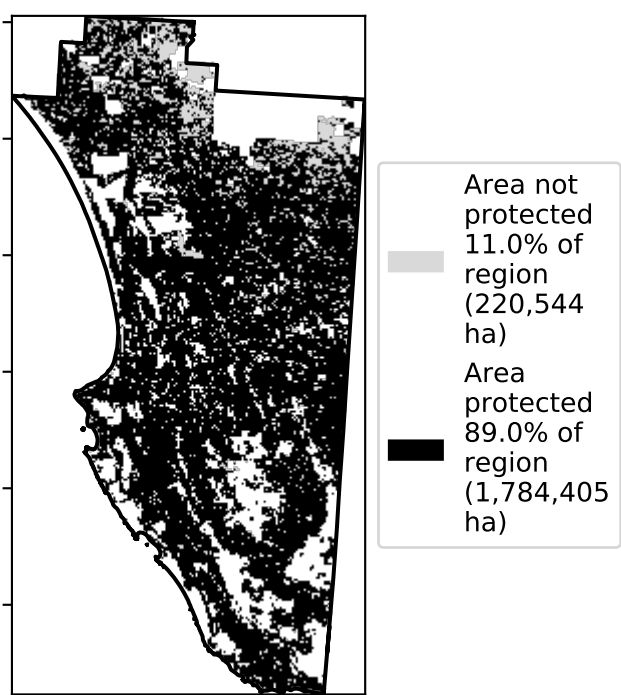 Area not
protected
11.0% of
region
(220,544
ha)
Area
protected
89.0% of
region
(1,784,405
ha)